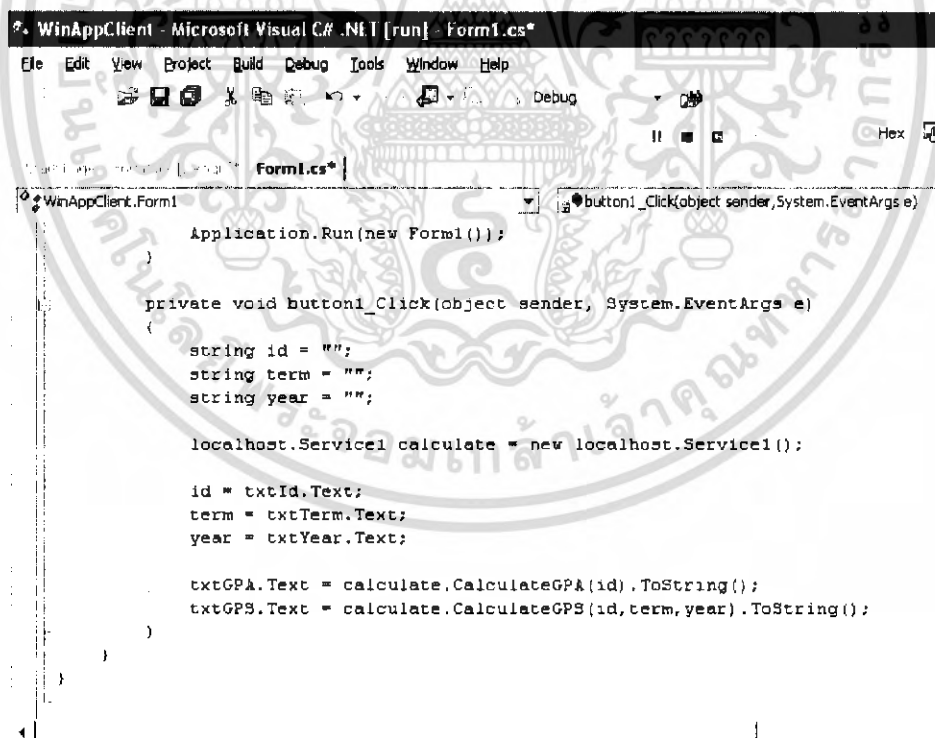 WinAppClient - Microsoft Visual C# .NET [run] - Form1.cs*
File Edit View Project Build Debug Tools Window Help
Debug
Hex
Form1.cs*
WinAppClient.Form1
button1_Click(object sender,System.EventArgs e)
Application.Run(new Form1());
}
private void button1_Click(object sender, System.EventArgs e)
{
string id = "";
string term = "";
string year = "";
localhost.Service1 calculate = new localhost.Service1();
id = txtId.Text;
term = txtTerm.Text;
year = txtYear.Text;
txtGPA.Text = calculate.CalculateGPA(id).ToString();
txtGPS.Text = calculate.CalculateGPS(id,term,year).ToString();
}
}
}